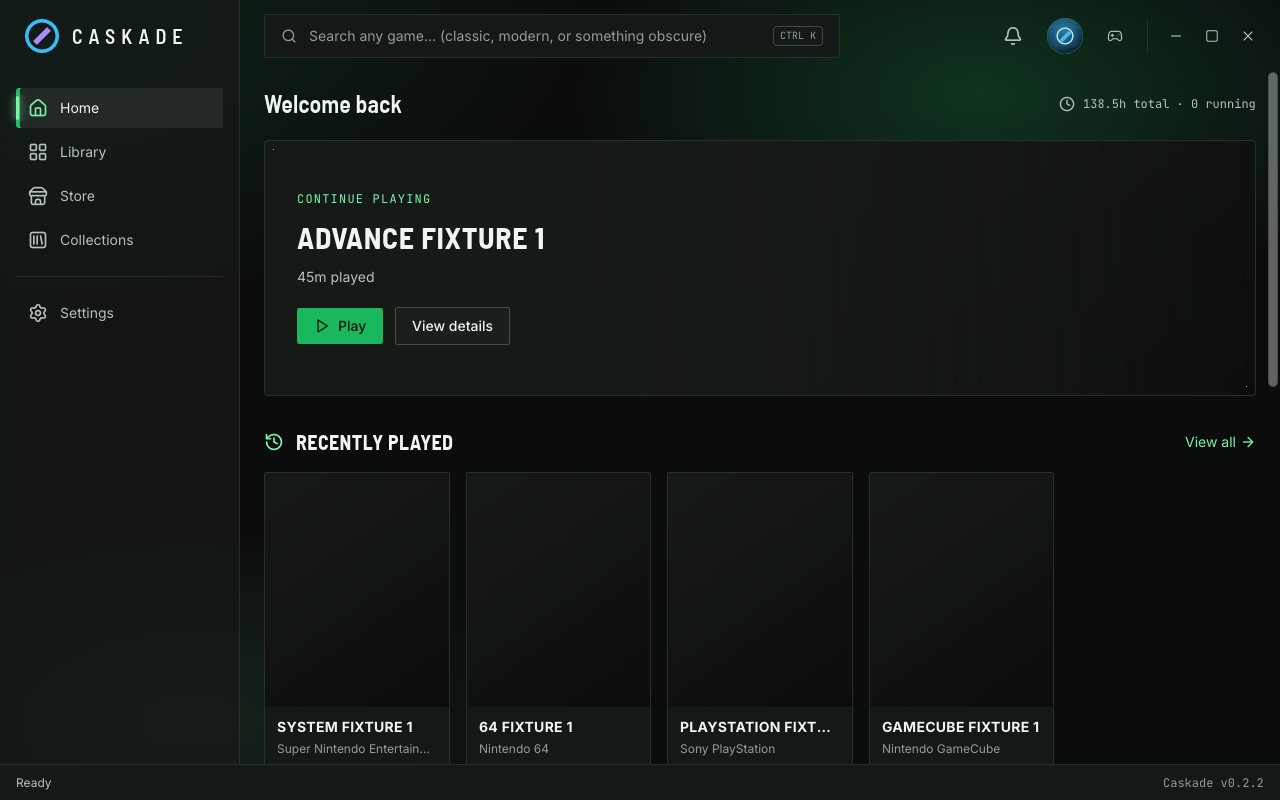 CASKADE
Search any game... (classic, modern, or something obscure)
CTRL K
Home
Library
Store
Collections
Settings
Welcome back
138.5h total · 0 running
CONTINUE PLAYING
ADVANCE FIXTURE 1
45m played
Play
View details
RECENTLY PLAYED
View all
SYSTEM FIXTURE 1
Super Nintendo Entertain...
64 FIXTURE 1
Nintendo 64
PLAYSTATION FIXT...
Sony PlayStation
GAMECUBE FIXTURE 1
Nintendo GameCube
Ready
Caskade v0.2.2